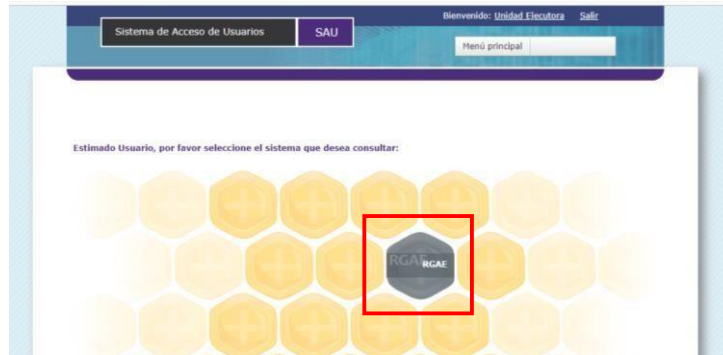 Bienvenido: Unidad Ejecutora Salir
Sistema de Acceso de Usuarios SAU
Menú principal
Estimado Usuario, por favor seleccione el sistema que desea consultar:
RGAE
RGAE